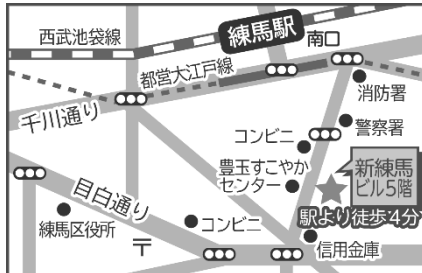 西武池袋線
練馬駅
南口
都営大江戸線
消防署
千川通り
警察署
コンビニ
豊玉すこやか
センター
新練馬
ビル5階
目白通り
駅より徒歩4分
練馬区役所
コンビニ
信用金庫
〒